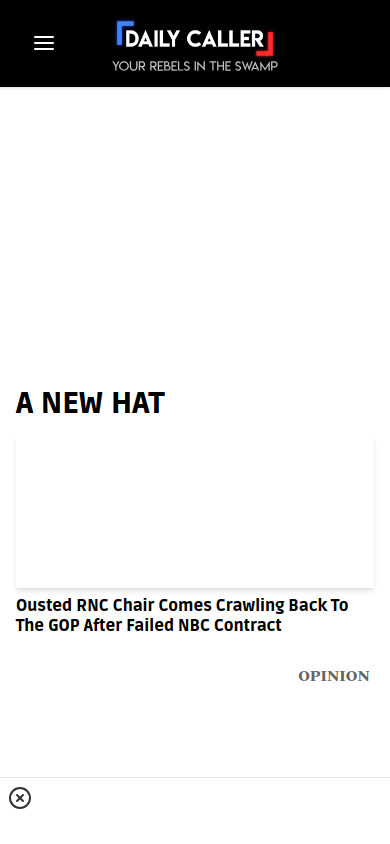 DAILY CALLER
YOUR REBELS IN THE SWAMP
A NEW HAT
Ousted RNC Chair Comes Crawling Back To
The GOP After Failed NBC Contract
OPINION